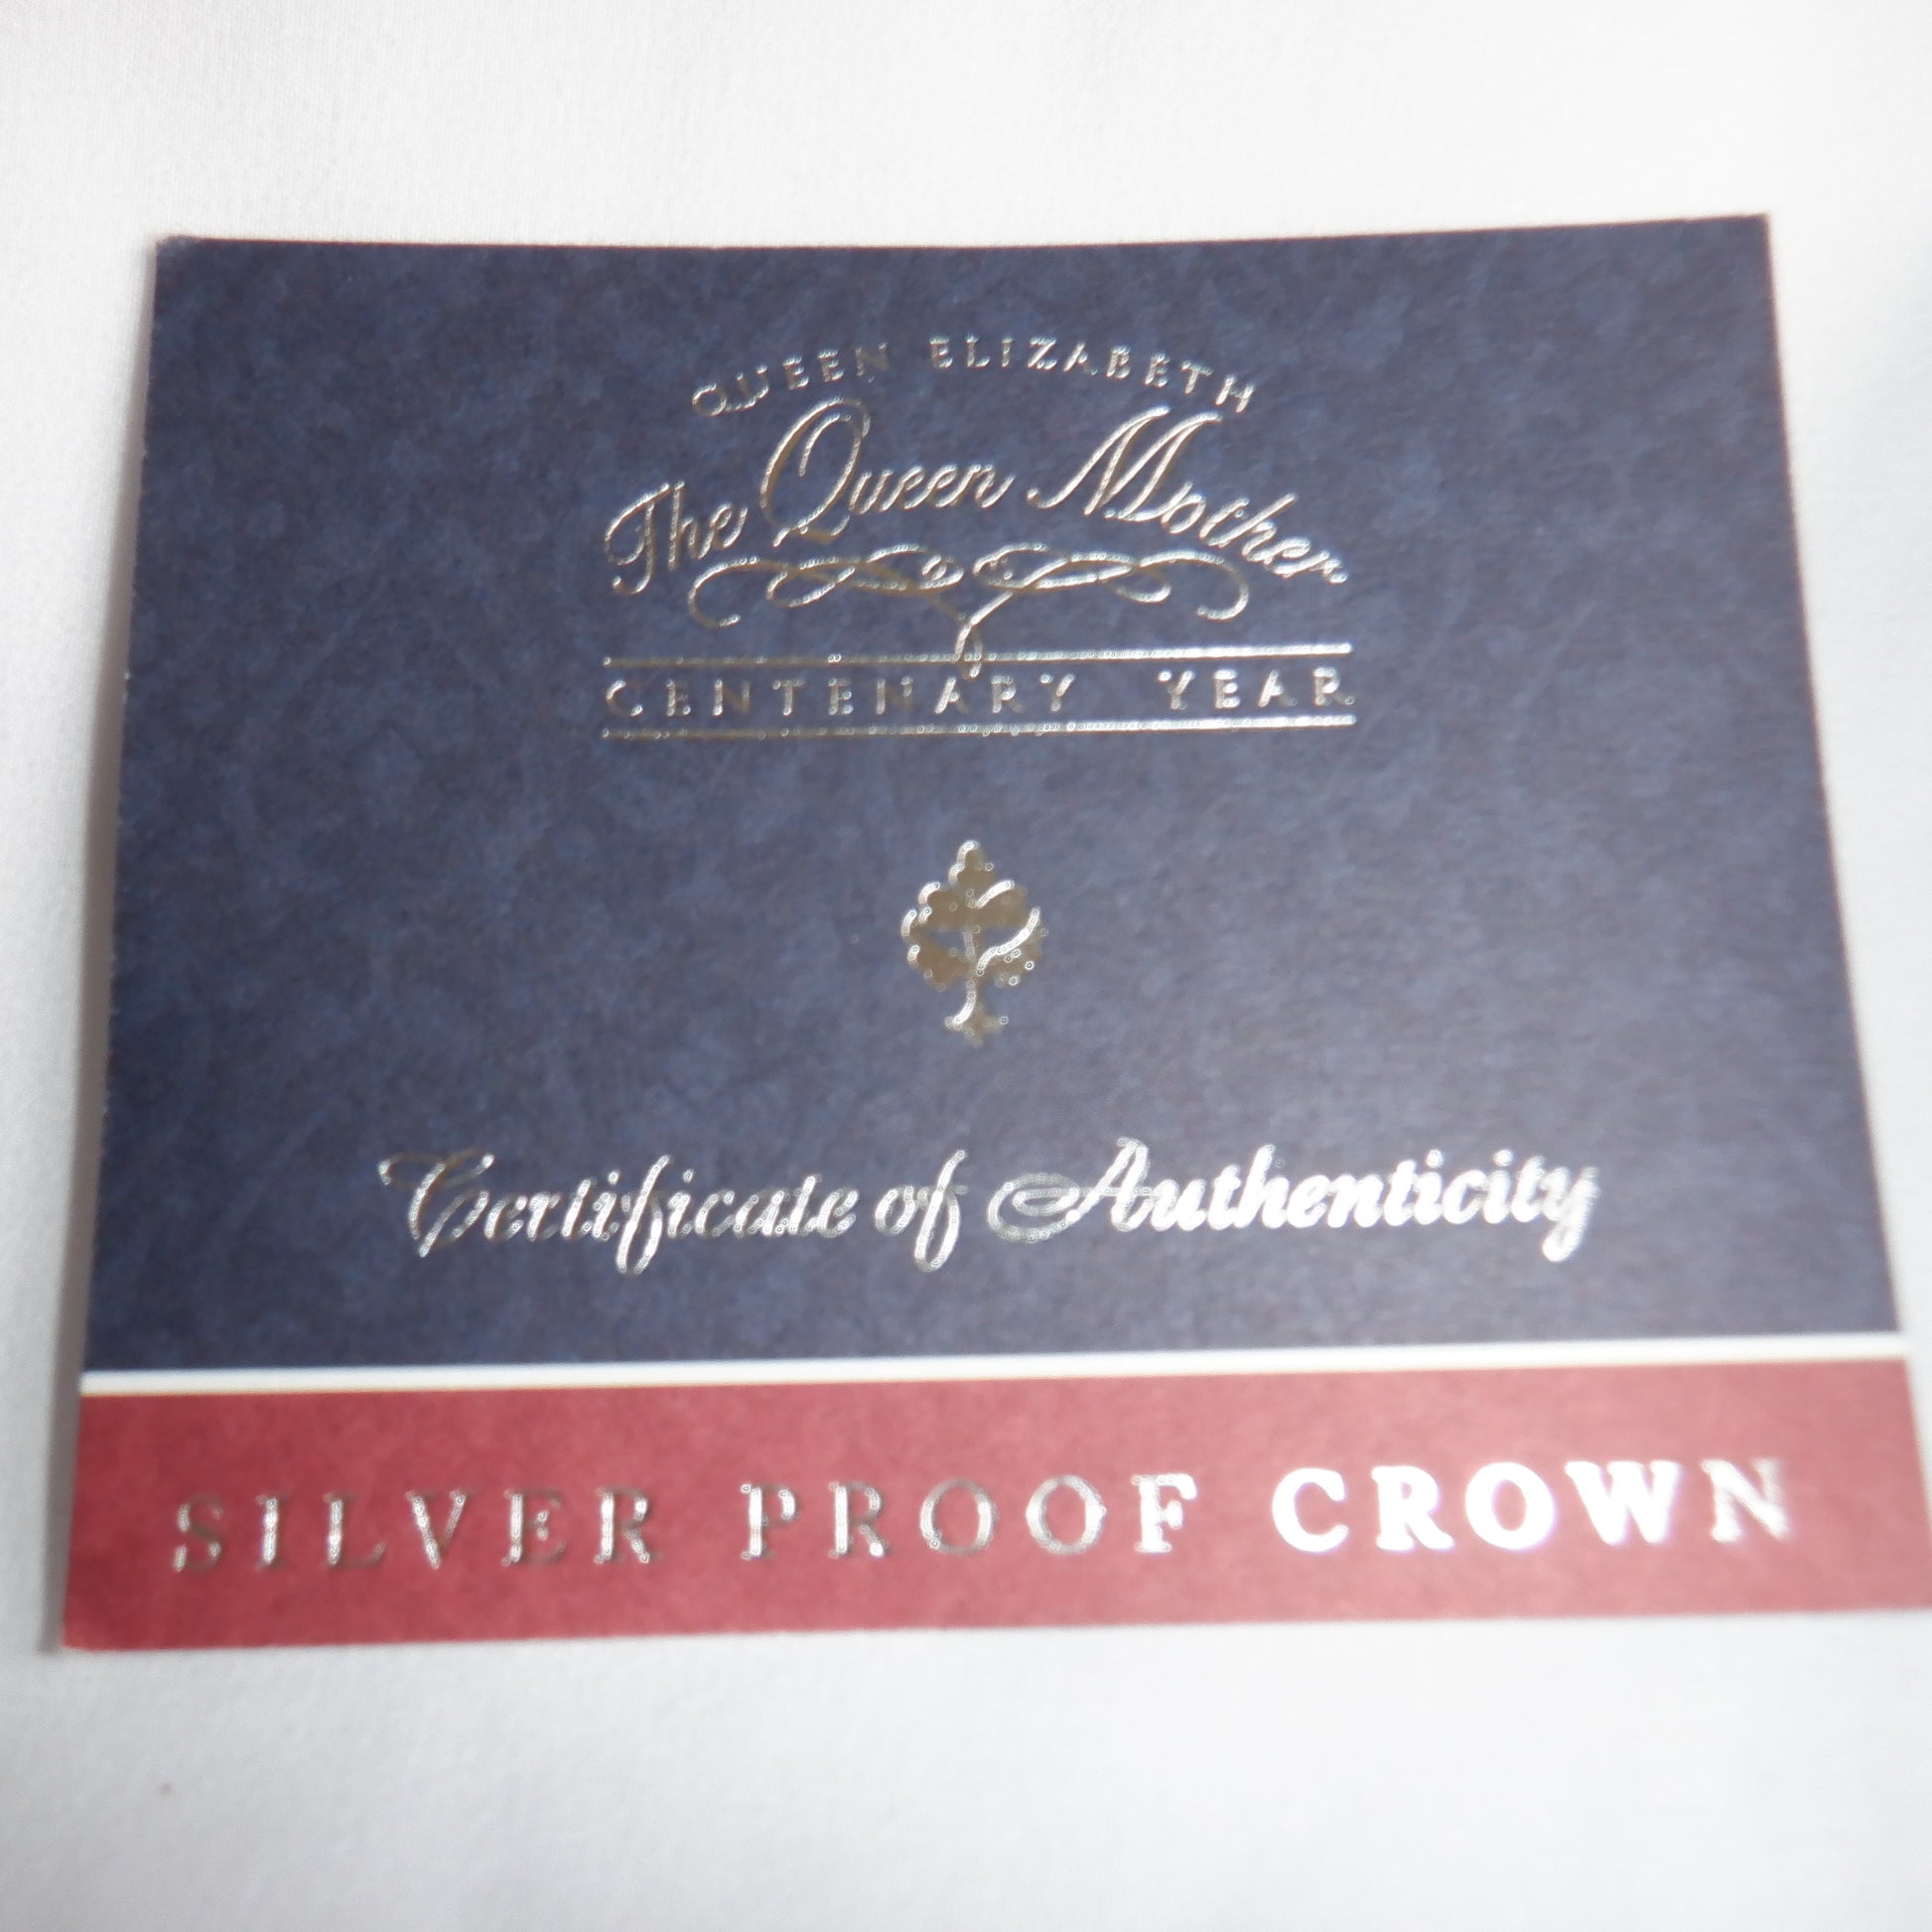 QUEEN ELIZABETH
The Queen Mother
CENTENARY YEAR
Certificate of Authenticity
SILVER PROOF CROWN